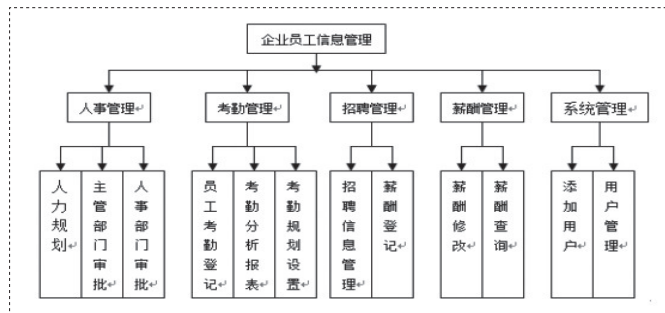 企业员工信息管理
人事管理
考勤管理
招聘管理
薪酬管理
系统管理
人力规划
主管部门审批
人事部门审批
员工考勤登记
考勤分析报表
考勤规划设置
招聘信息管理
薪酬登记
薪酬修改
薪酬查询
添加用户
用户管理